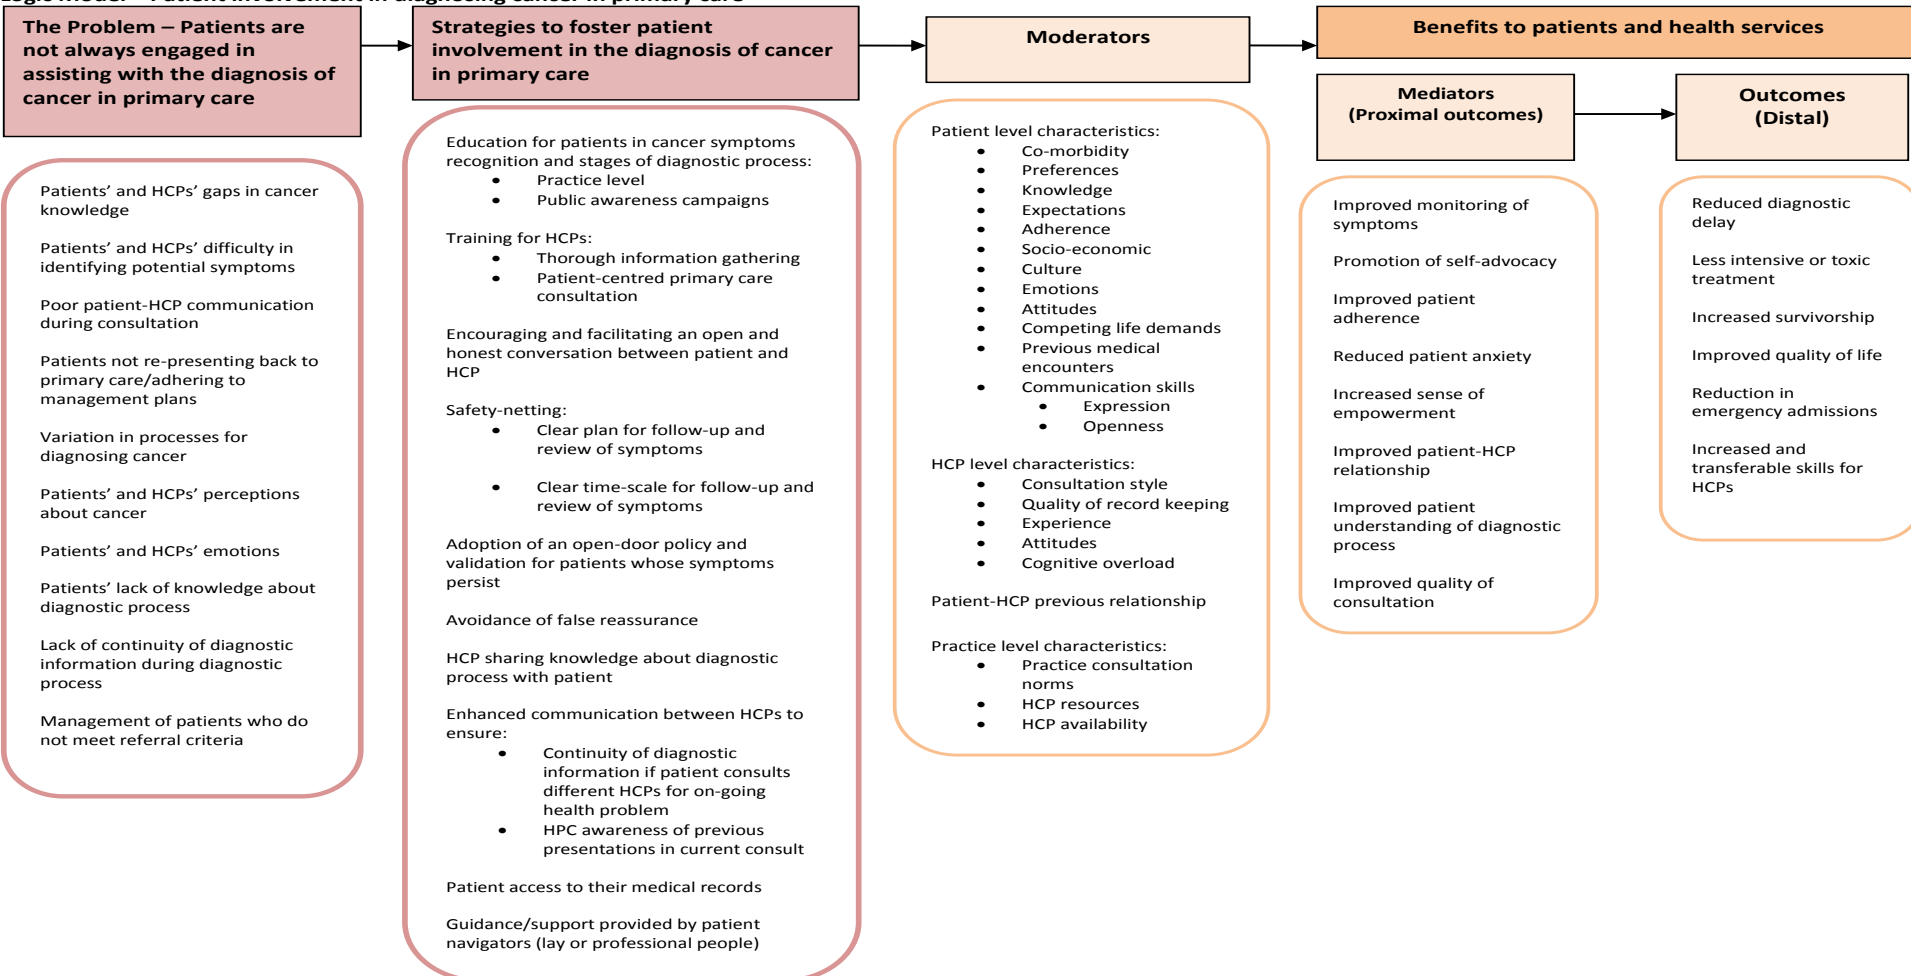 Logic Model – Patient involvement in diagnosing cancer in primary care
The Problem – Patients are
not always engaged in
assisting with the diagnosis of
cancer in primary care
Patients’ and HCPs’ gaps in cancer
knowledge
Patients’ and HCPs’ difficulty in
identifying potential symptoms
Poor patient-HCP communication
during consultation
Patients not re-presenting back to
primary care/adhering to
management plans
Variation in processes for
diagnosing cancer
Patients’ and HCPs’ perceptions
about cancer
Patients’ and HCPs’ emotions
Patients’ lack of knowledge about
diagnostic process
Lack of continuity of diagnostic
information during diagnostic
process
Management of patients who do
not meet referral criteria
Strategies to foster patient
involvement in the diagnosis of cancer
in primary care
Education for patients in cancer symptoms
recognition and stages of diagnostic process:
• Practice level
• Public awareness campaigns
Training for HCPs:
• Thorough information gathering
• Patient-centred primary care
consultation
Encouraging and facilitating an open and
honest conversation between patient and
HCP
Safety-netting:
• Clear plan for follow-up and
review of symptoms
• Clear time-scale for follow-up and
review of symptoms
Adoption of an open-door policy and
validation for patients whose symptoms
persist
Avoidance of false reassurance
HCP sharing knowledge about diagnostic
process with patient
Enhanced communication between HCPs to
ensure:
• Continuity of diagnostic
information if patient consults
different HCPs for on-going
health problem
• HPC awareness of previous
presentations in current consult
Patient access to their medical records
Guidance/support provided by patient
navigators (lay or professional people)
Moderators
Patient level characteristics:
• Co-morbidity
• Preferences
• Knowledge
• Expectations
• Adherence
• Socio-economic
• Culture
• Emotions
• Attitudes
• Competing life demands
• Previous medical
encounters
• Communication skills
• Expression
• Openness
HCP level characteristics:
• Consultation style
• Quality of record keeping
• Experience
• Attitudes
• Cognitive overload
Patient-HCP previous relationship
Practice level characteristics:
• Practice consultation
norms
• HCP resources
• HCP availability
Benefits to patients and health services
Mediators
(Proximal outcomes)
Improved monitoring of
symptoms
Promotion of self-advocacy
Improved patient
adherence
Reduced patient anxiety
Increased sense of
empowerment
Improved patient-HCP
relationship
Improved patient
understanding of diagnostic
process
Improved quality of
consultation
Outcomes
(Distal)
Reduced diagnostic
delay
Less intensive or toxic
treatment
Increased survivorship
Improved quality of life
Reduction in
emergency admissions
Increased and
transferable skills for
HCPs